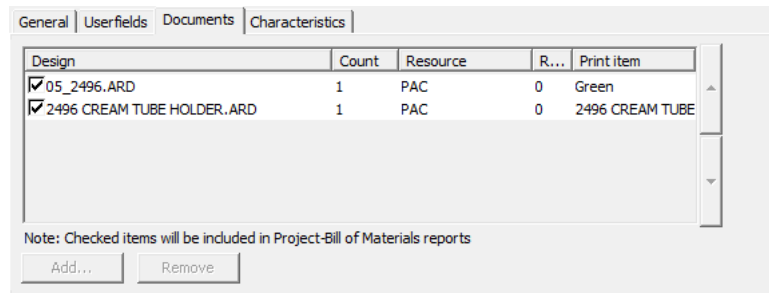 General Userfields Documents Characteristics
Design Count Resource R... Print item
05_2496.ARD 1 PAC 0 Green
2496 CREAM TUBE HOLDER.ARD 1 PAC 0 2496 CREAM TUBE
Note: Checked items will be included in Project-Bill of Materials reports
Add... Remove